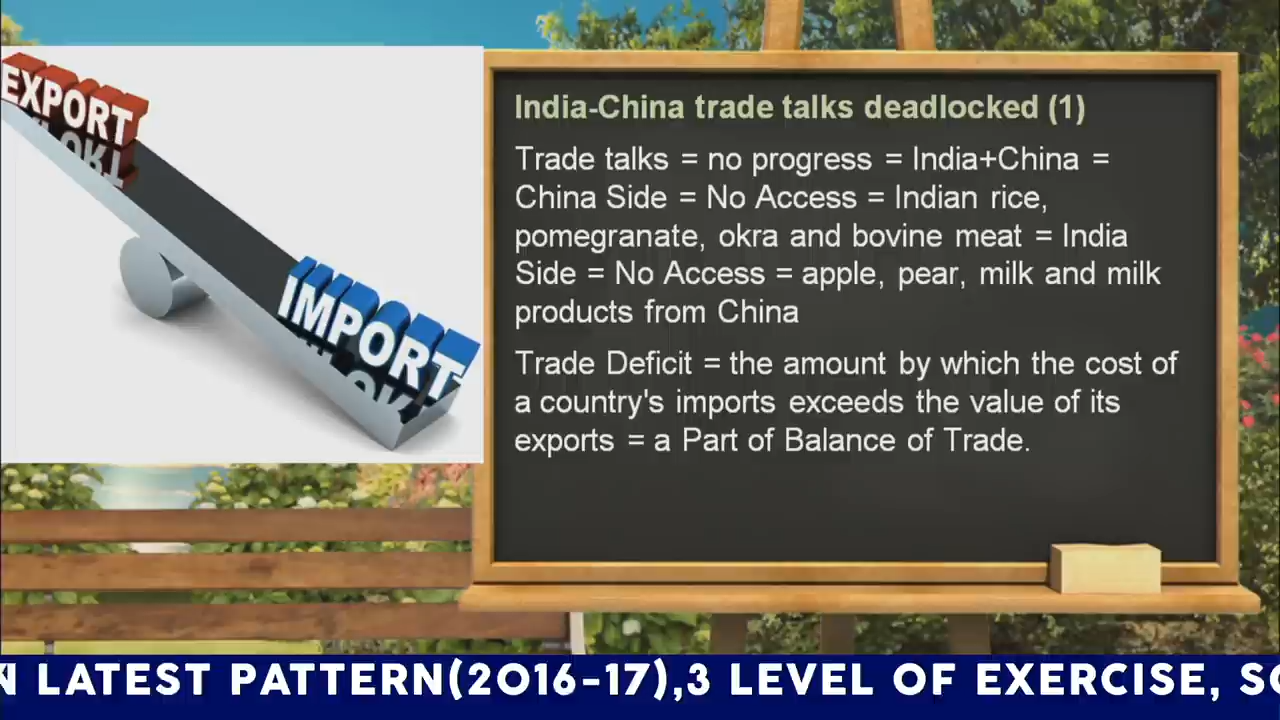 EXPORT
IMPORT
India-China trade talks deadlocked (1)
Trade talks = no progress = India+China =
China Side = No Access = Indian rice,
pomegranate, okra and bovine meat = India
Side = No Access = apple, pear, milk and milk
products from China
Trade Deficit = the amount by which the cost of
a country's imports exceeds the value of its
exports = a Part of Balance of Trade.
LATEST PATTERN(2016-17),3 LEVEL OF EXERCISE,